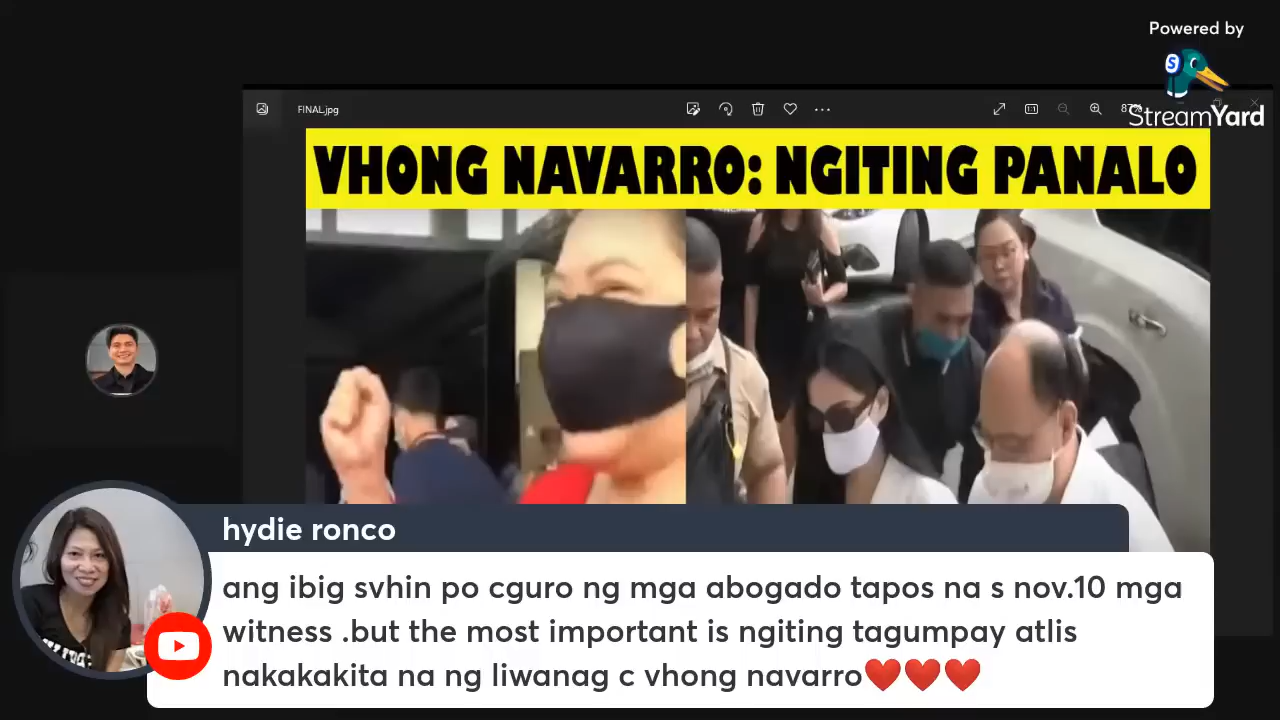 Powered by
StreamYard
FINAL.jpg
87%
VHONG NAVARRO: NGITING PANALO
hydie ronco
ang ibig svhin po cguro ng mga abogado tapos na s nov.10 mga
witness .but the most important is ngiting tagumpay atlis
nakakakita na ng liwanag c vhong navarro❤️❤️❤️